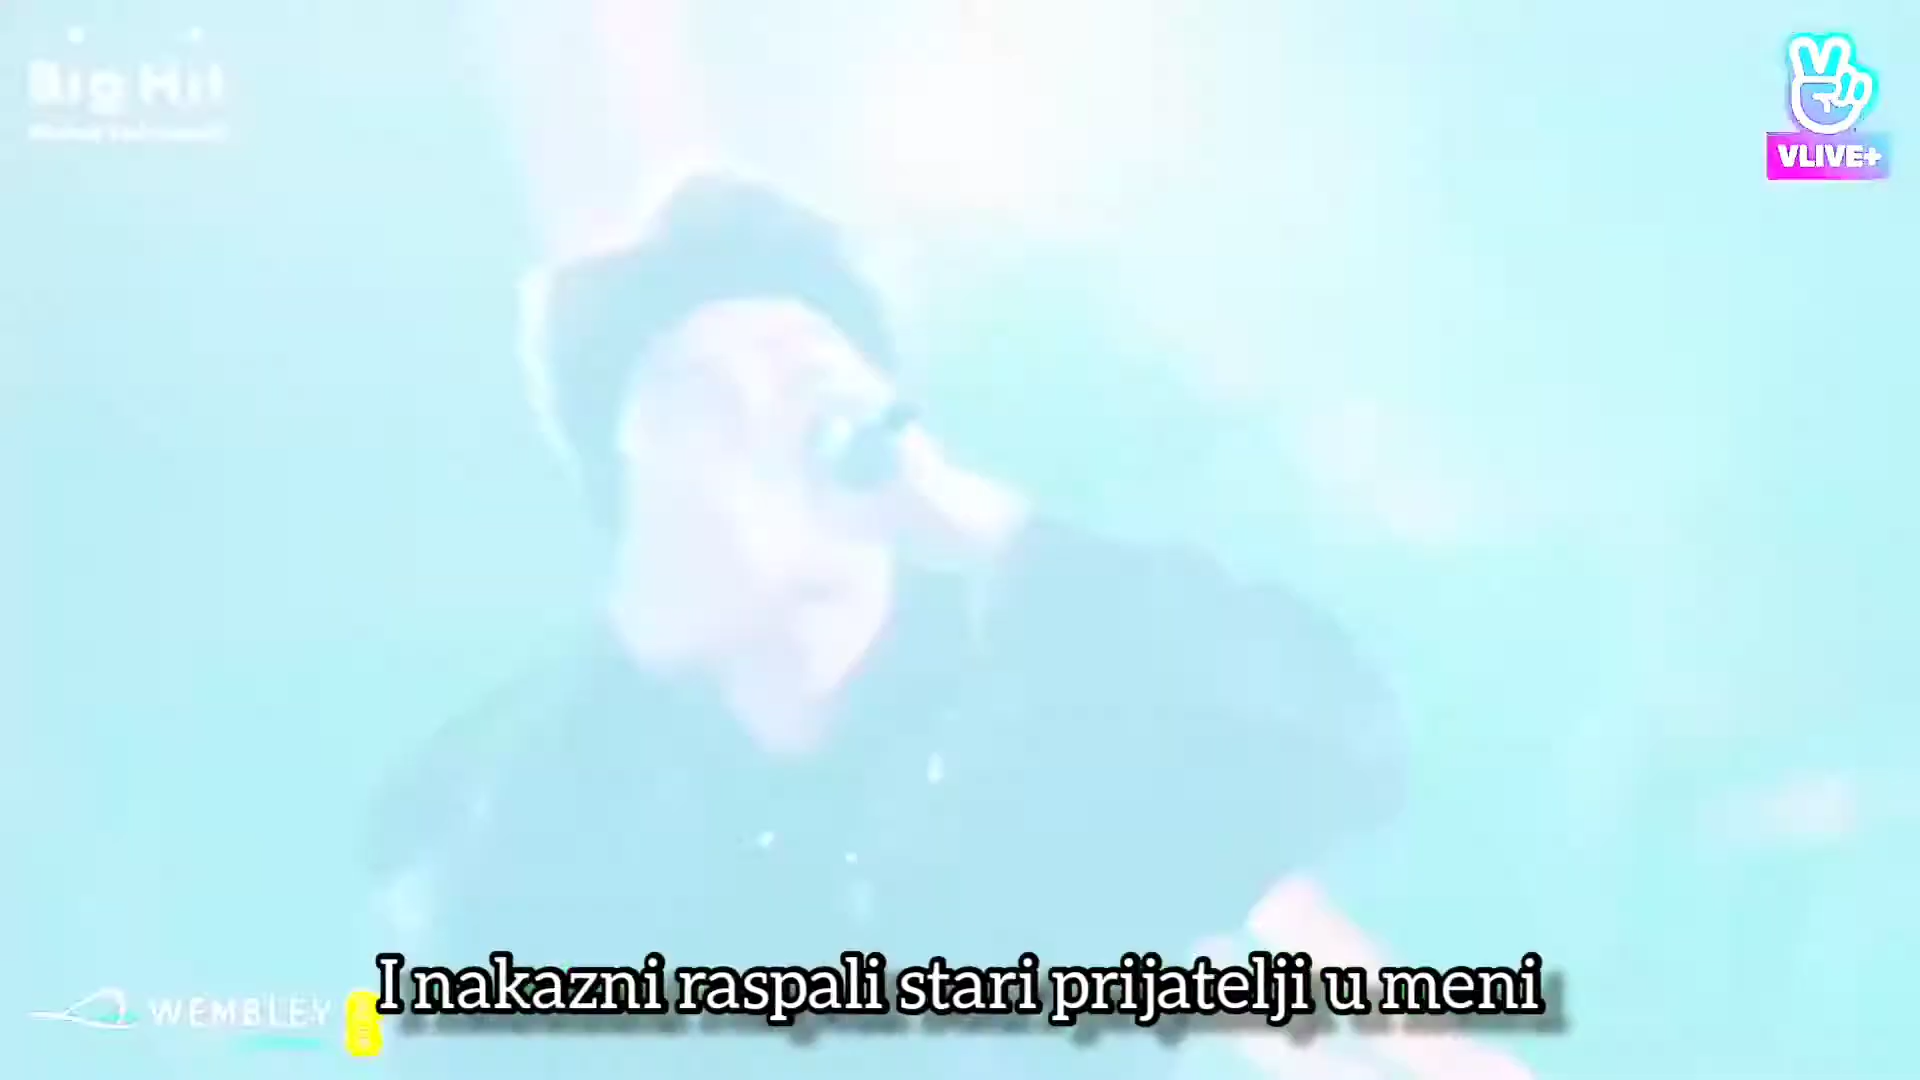 Big Hit
VLIVE+
I nakazni raspali stari prijatelji u meni
WEMBLEY